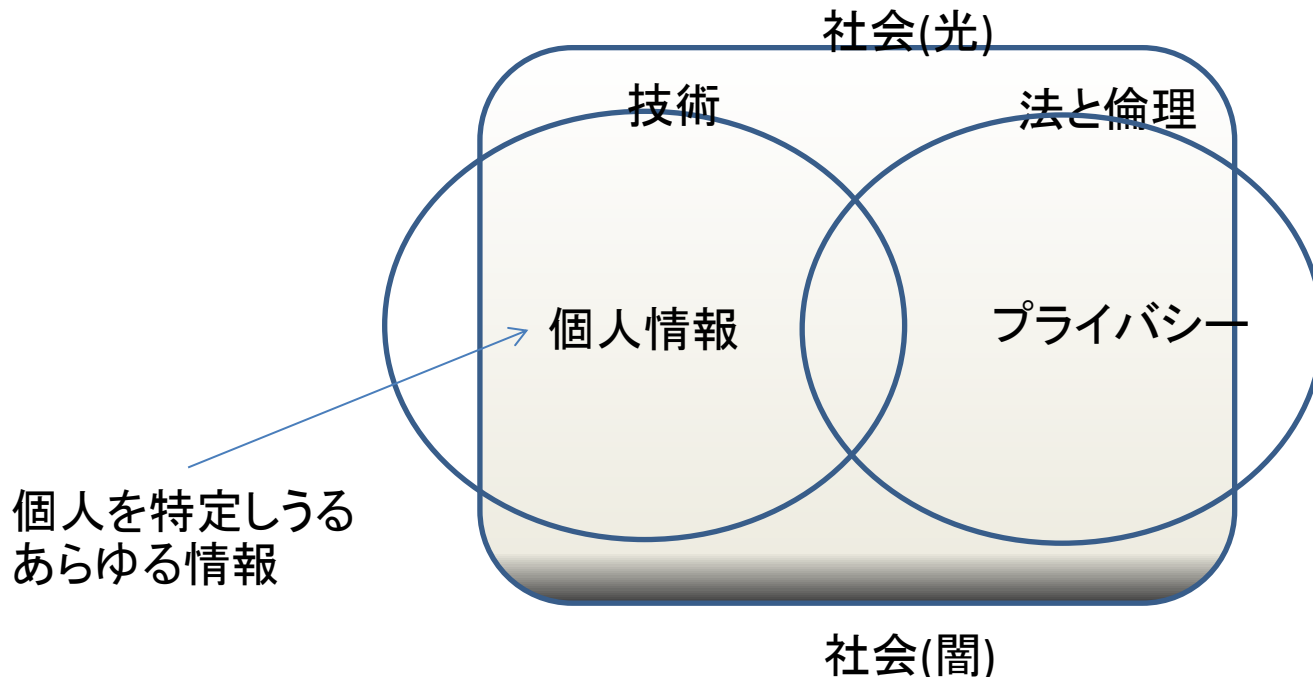 社会(光)
技術
法と倫理
個人情報
プライバシー
個人を特定しうる
あらゆる情報
社会(闇)